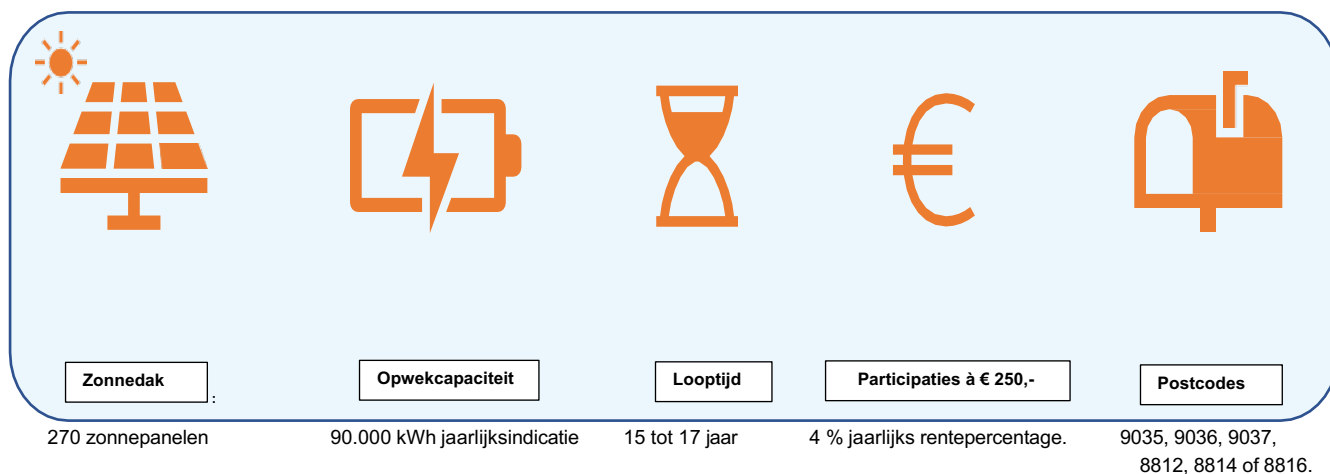 Zonnedak
:
Opwekcapaciteit
Looptijd
Participaties à € 250,-
Postcodes
270 zonnepanelen
90.000 kWh jaarlijksindicatie
15 tot 17 jaar
4 % jaarlijks rentepercentage.
9035, 9036, 9037,
8812, 8814 of 8816.